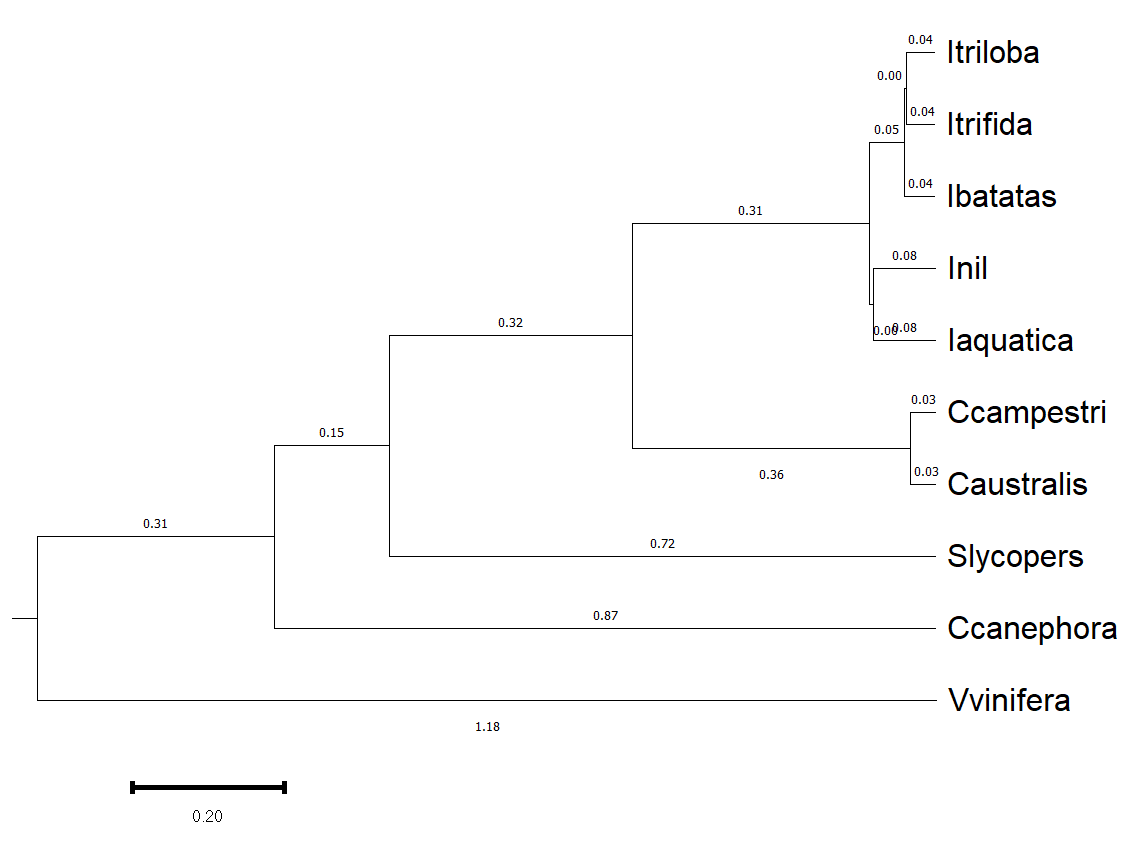 0.04
Itriloba
0.00
0.04
Itrifida
0.05
0.04
Ibatatas
0.31
0.08
Inil
0.32
0.00
0.08
Iaquatica
0.03
Ccampestri
0.15
0.36
0.03
Caustralis
0.31
0.72
Slycopers
0.87
Ccanephora
1.18
Vvinifera
0.20